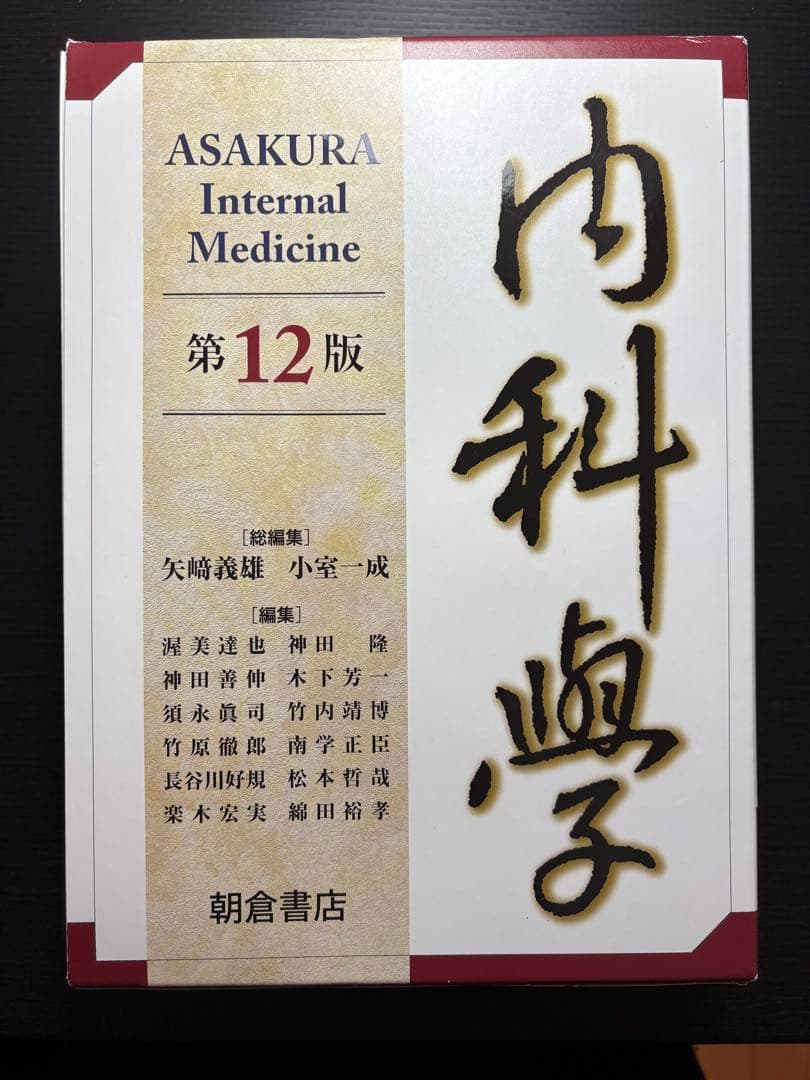 内科學
ASAKURA
Internal
Medicine
第12版
[総編集]
矢﨑義雄 小室一成
[編集]
渥美達也 神田 隆
神田善伸 木下芳一
須永眞司 竹内靖博
竹原徹郎 南学正臣
長谷川好規 松本哲哉
楽木宏実 綿田裕孝
朝倉書店